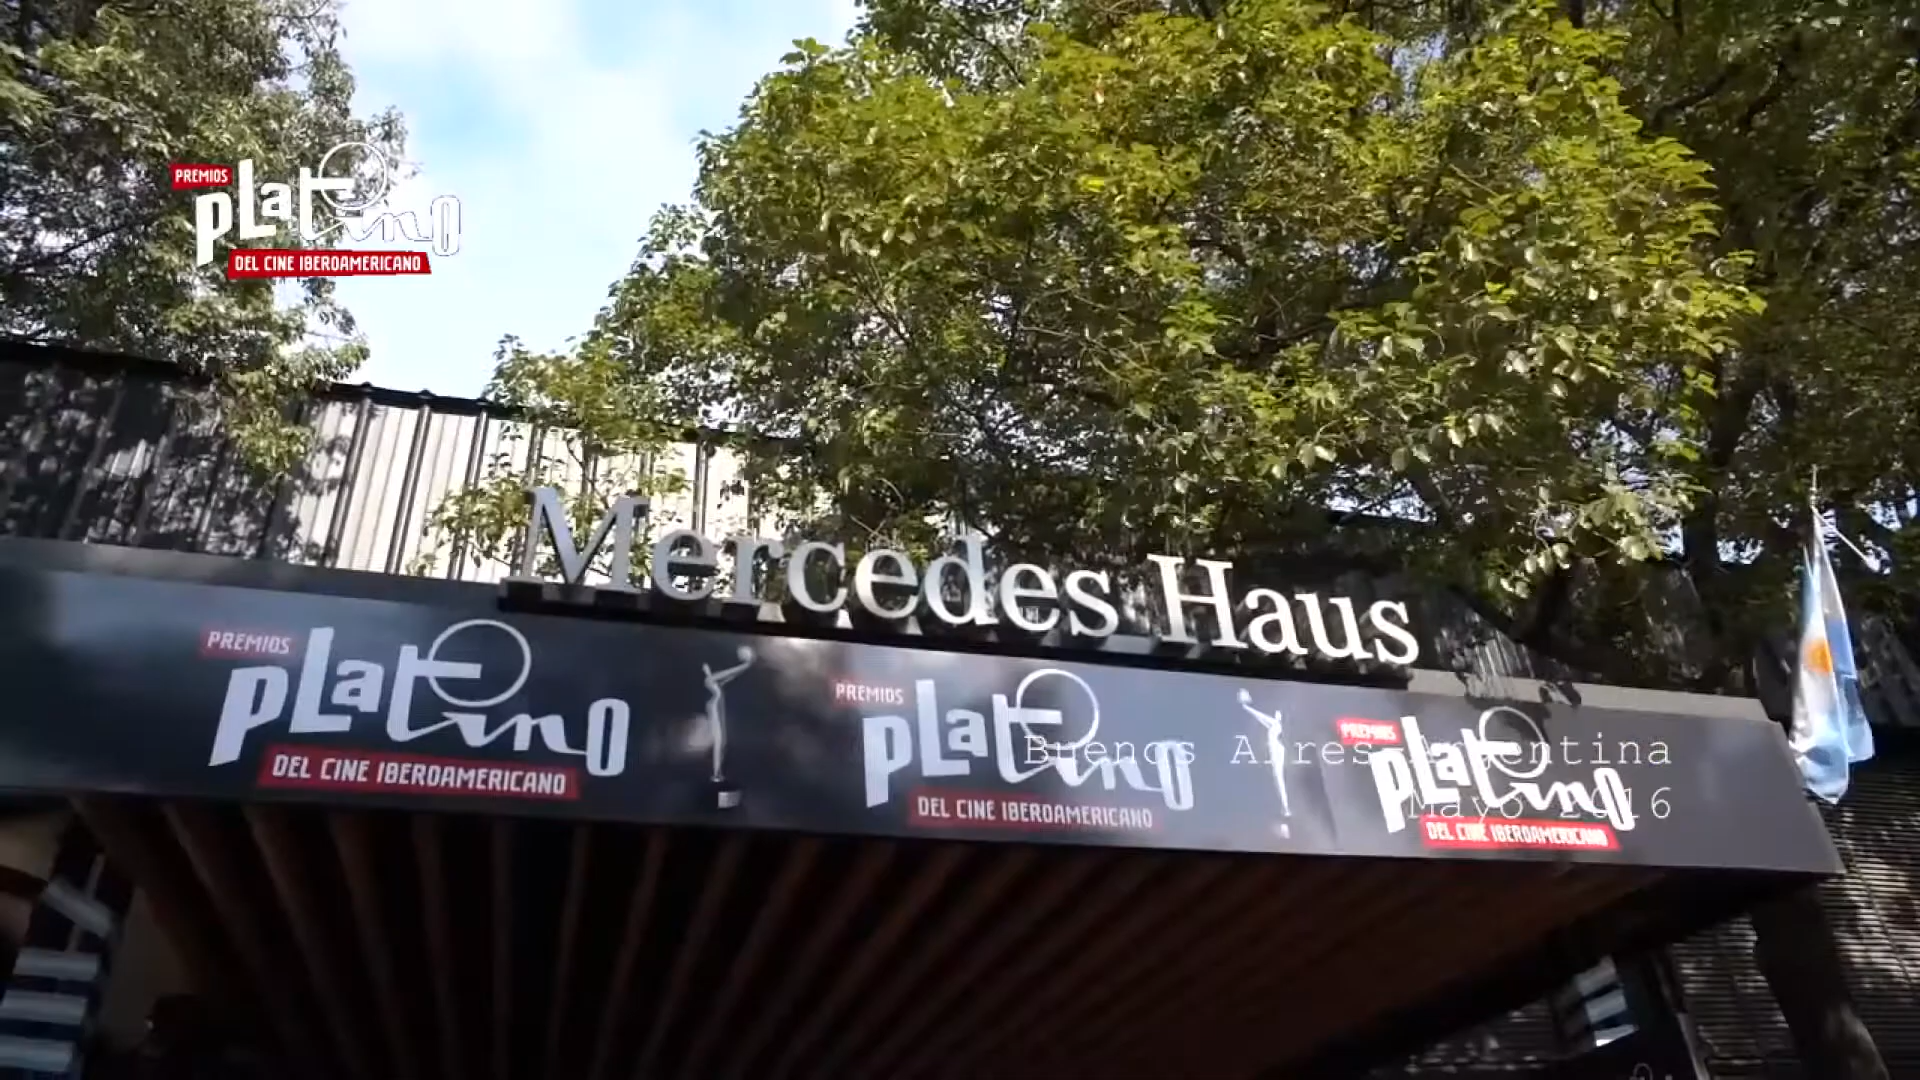 PREMIOS
PLatino
DEL CINE IBEROAMERICANO
Mercedes Haus
PREMIOS
PLatino
DEL CINE IBEROAMERICANO
PREMIOS
PLatino
DEL CINE IBEROAMERICANO
PREMIOS
PLatino
DEL CINE IBEROAMERICANO
Buenos Aires Argentina
Mayo 2016